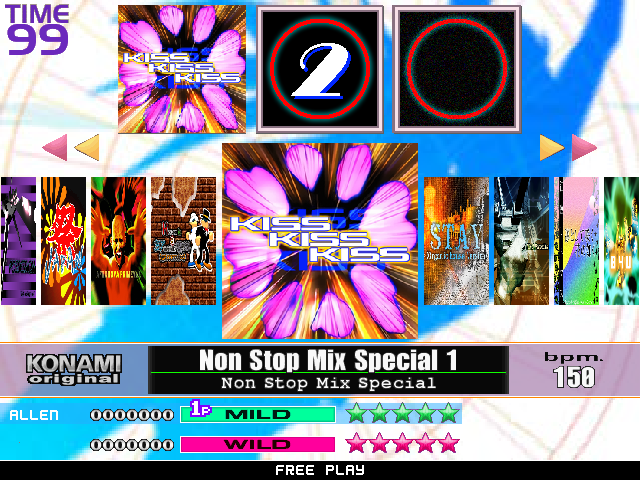 TIME
99
KISS
KISS
KISS
2
KISS
KISS
KISS
STAY
KONAMI
original
Non Stop Mix Special 1
Non Stop Mix Special
bpm.
150
ALLEN 0000000 1P MILD
0000000 WILD
FREE PLAY